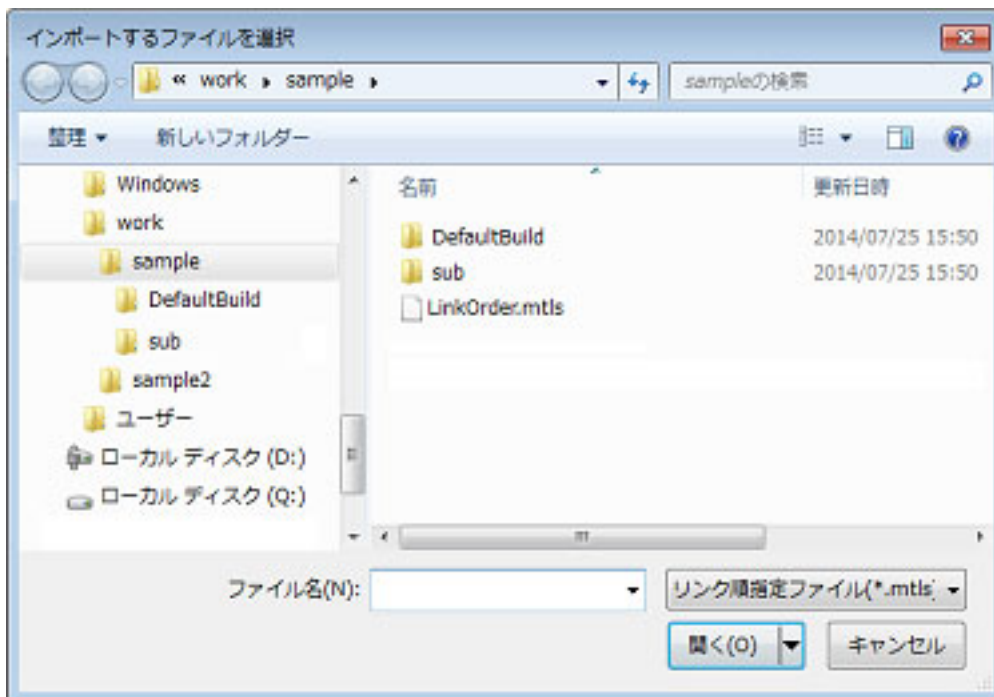 インポートするファイルを選択
« work ▸ sample ▸
sampleの検索
整理 ▼
新しいフォルダー
Windows
work
sample
DefaultBuild
sub
sample2
ユーザー
ローカル ディスク (D:)
ローカル ディスク (Q:)
名前
更新日時
DefaultBuild
2014/07/25 15:50
sub
2014/07/25 15:50
LinkOrder.mtls
ファイル名(N):
リンク順指定ファイル(*.mtls)
開く(O)
キャンセル